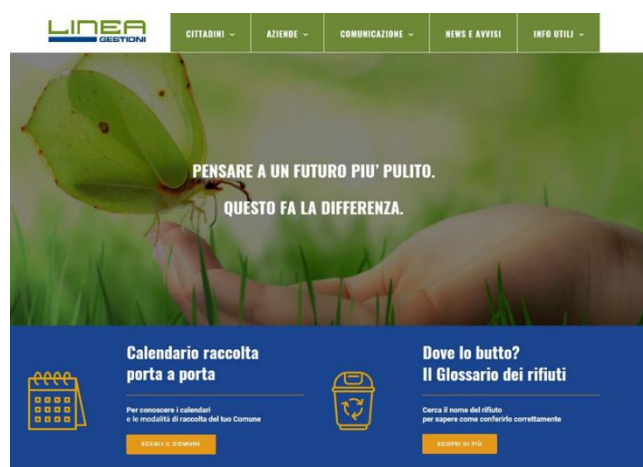 LINEA
GESTIONI
CITTADINI
AZIENDE
COMUNICAZIONE
NEWS E AVVISI
INFO UTILI
PENSARE A UN FUTURO PIU' PULITO.
QUESTO FA LA DIFFERENZA.
Calendario raccolta
porta a porta
Per conoscere i calendari
e le modalità di raccolta del tuo Comune
SCEGLI IL COMUNE
Dove lo butto?
Il Glossario dei rifiuti
Cerca il nome del rifiuto
per sapere come conferirlo correttamente
SCOPRI DI PIÙ